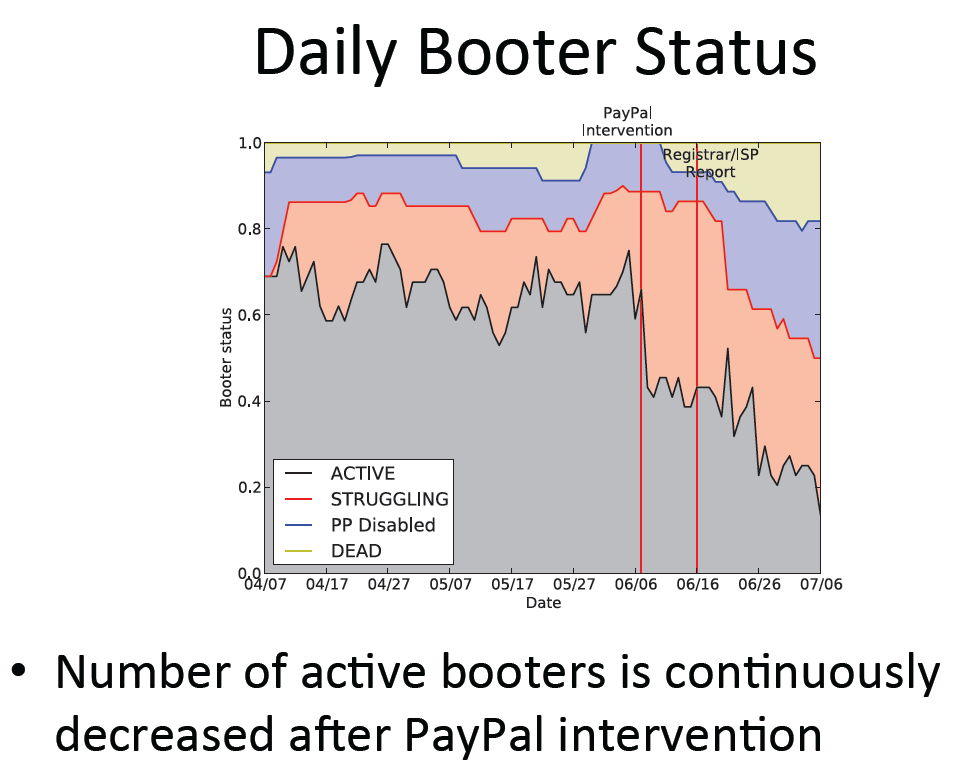 Daily Booter Status
PayPal
Intervention
Registrar/ISP
Report
1.0
0.8
0.6
0.4
0.2
0.0
Booter status
ACTIVE
STRUGGLING
PP Disabled
DEAD
04/07 04/17 04/27 05/07 05/17 05/27 06/06 06/16 06/26 07/06
Date
• Number of active booters is continuously
decreased after PayPal intervention